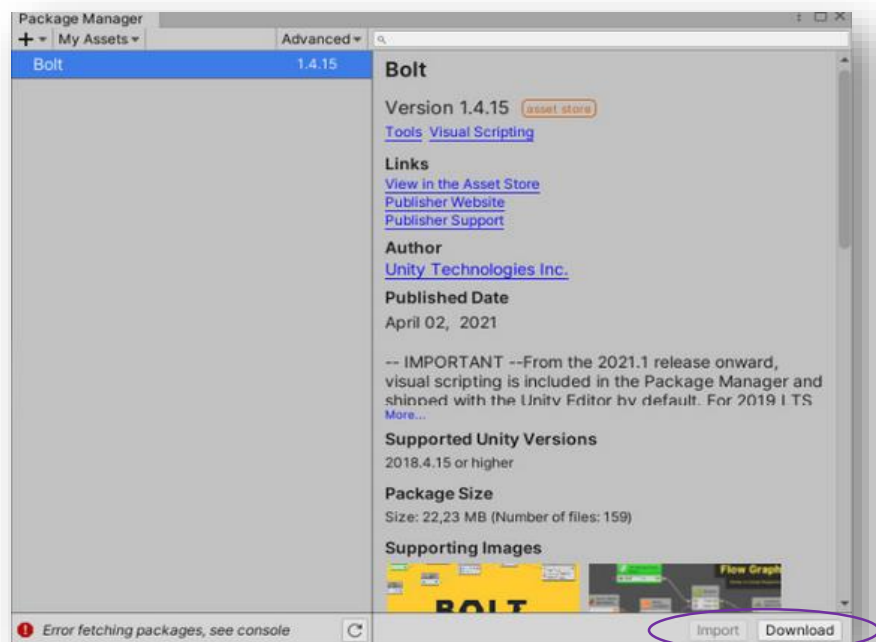 Package Manager
My Assets
Advanced
Bolt 1.4.15
Bolt
Version 1.4.15 asset store
Tools Visual Scripting
Links
View in the Asset Store
Publisher Website
Publisher Support
Author
Unity Technologies Inc.
Published Date
April 02, 2021
-- IMPORTANT --From the 2021.1 release onward,
visual scripting is included in the Package Manager and
shipped with the Unity Editor by default. For 2019 LTS
More...
Supported Unity Versions
2018.4.15 or higher
Package Size
Size: 22,23 MB (Number of files: 159)
Supporting Images
BOLT
Flow Graph
Error fetching packages, see console
Import Download